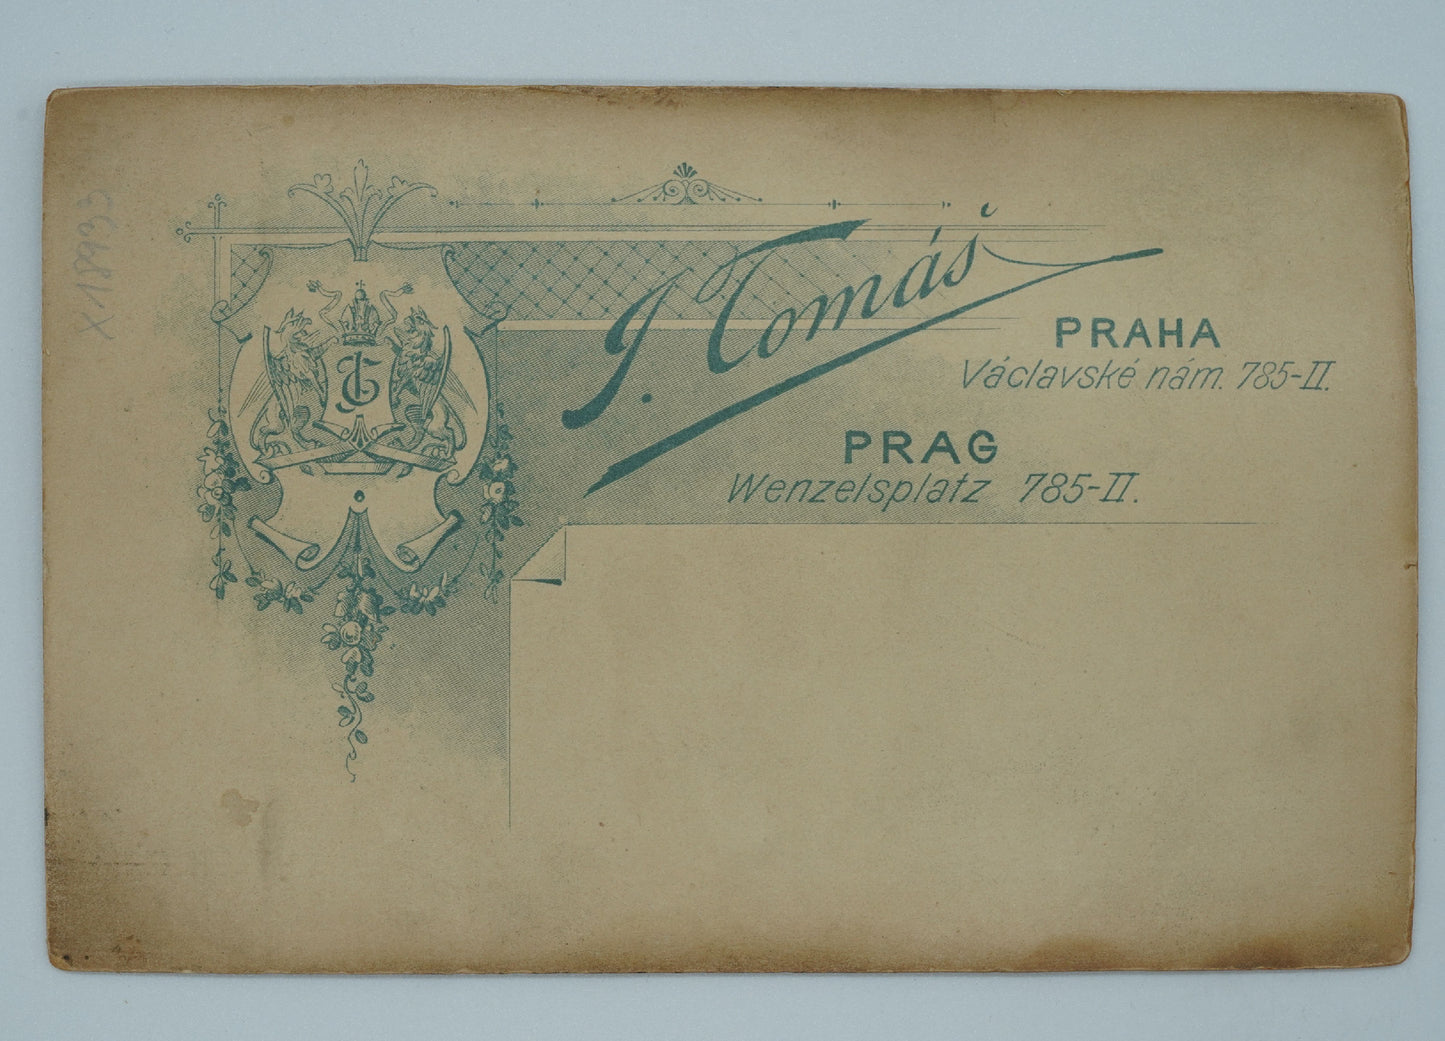 J. Tomáš
PRAHA
Václavské nám. 785-II.
PRAG
Wenzelsplatz 785-II.